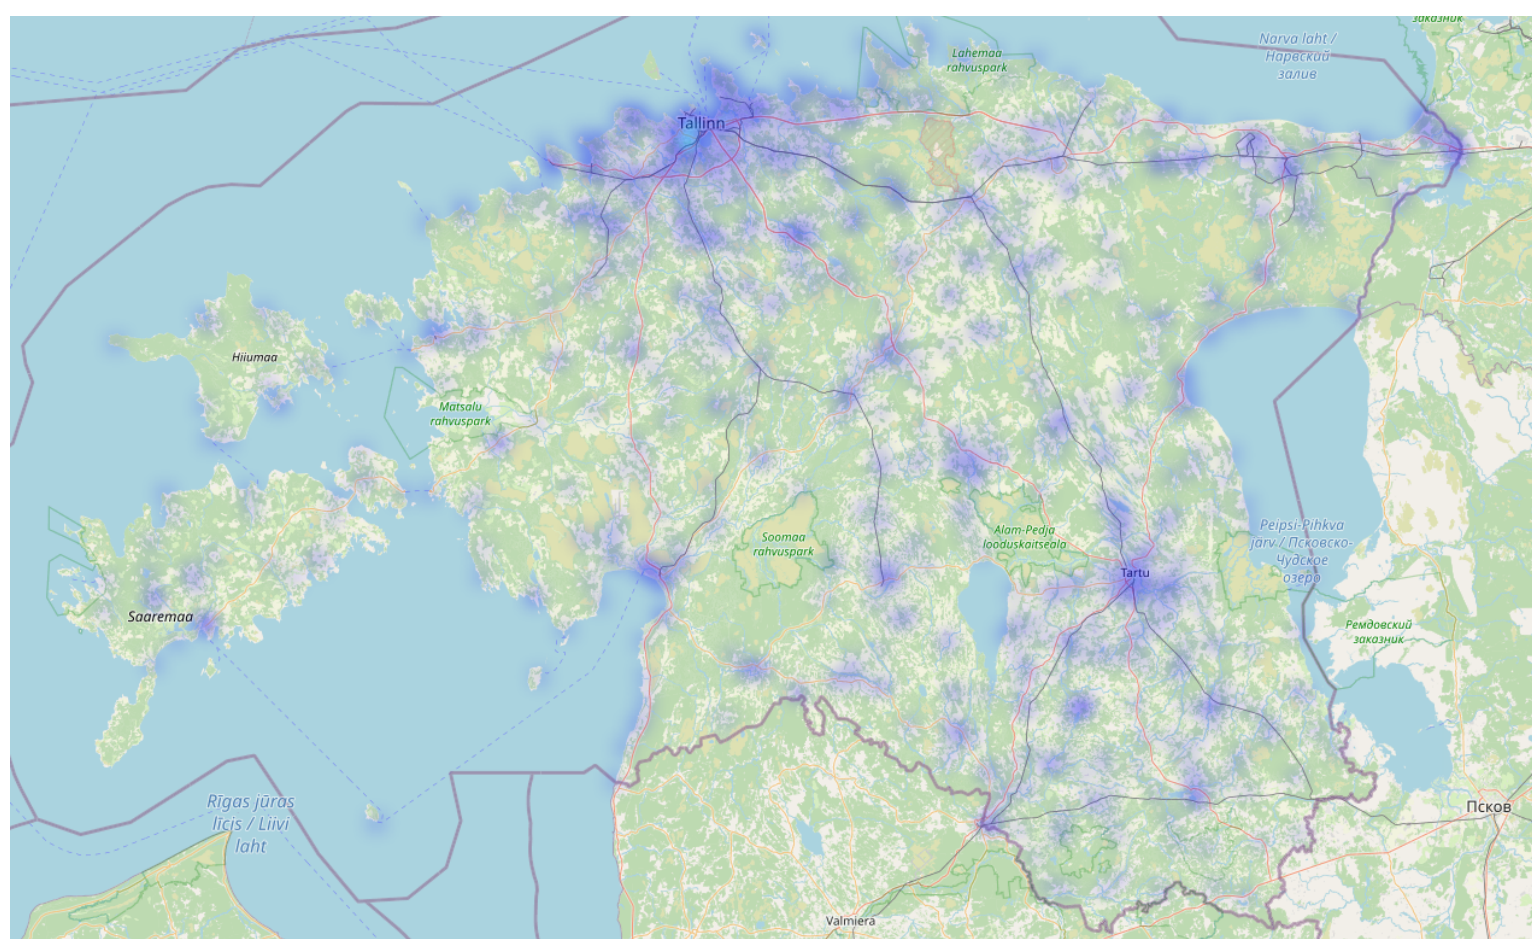 заказник
Narva laht /
Нарвский
залив
Lahemaa
rahvuspark
Tallinn
Hiiumaa
Matsalu
rahvuspark
Soomaa
rahvuspark
Alam-Pedja
looduskaitseala
Peipsi-Pihkva
järv / Псковско-
Чудское
озеро
Tartu
Saaremaa
Ремдовский
заказник
Rīgas jūras
līcis / Liivi
laht
Псков
Valmiera